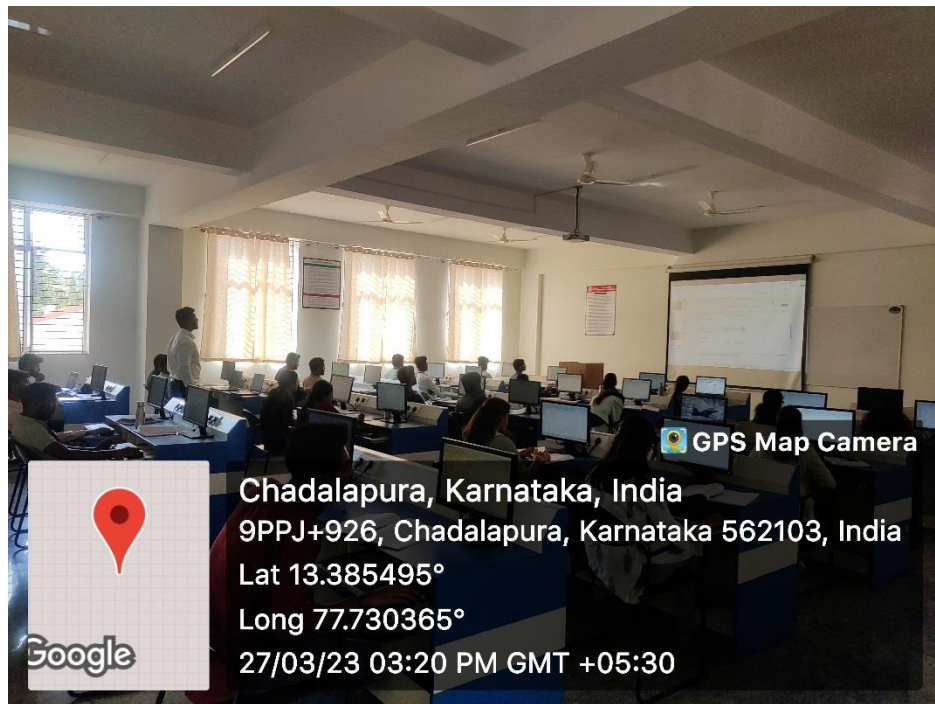 GPS Map Camera
Chadalapura, Karnataka, India
9PPJ+926, Chadalapura, Karnataka 562103, India
Lat 13.385495°
Long 77.730365°
27/03/23 03:20 PM GMT +05:30
Google